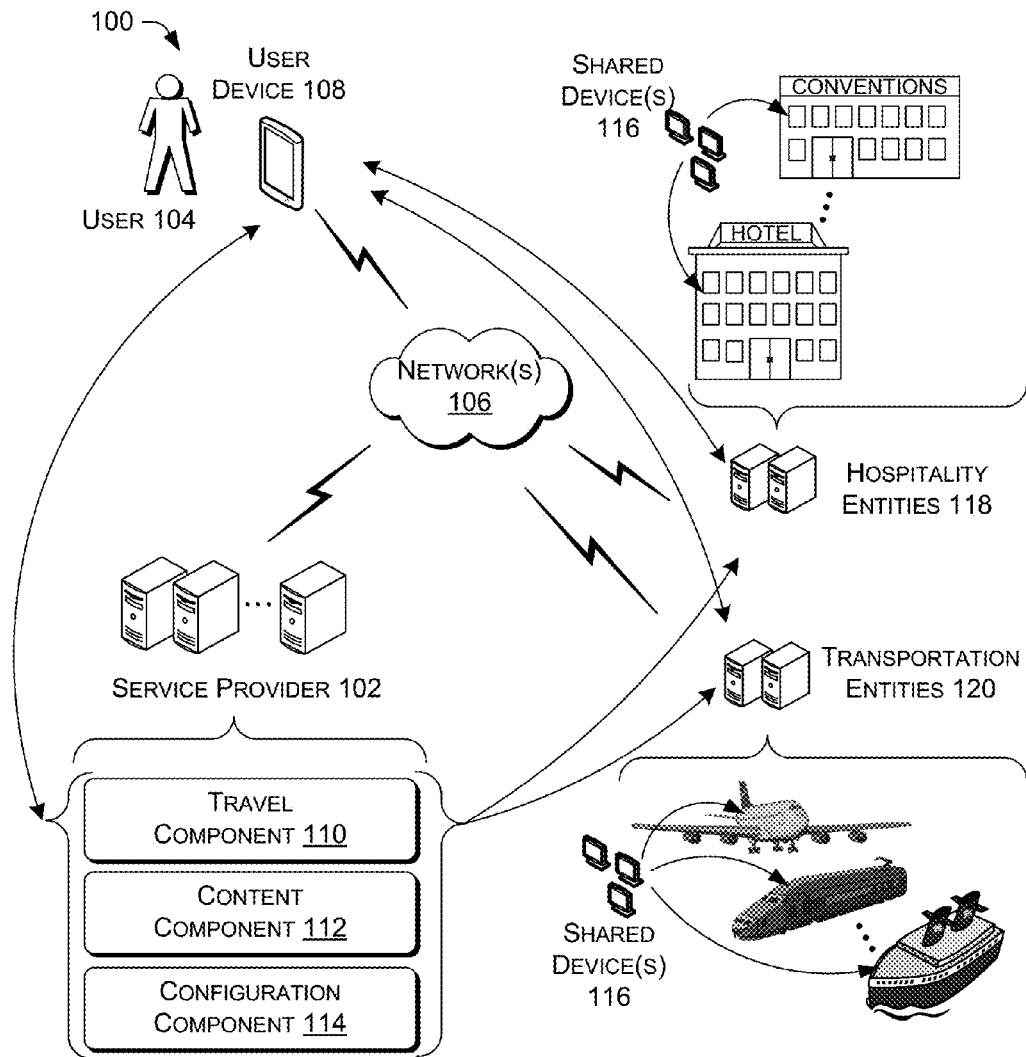 100
USER
DEVICE 108
USER 104
SHARED
DEVICE(S)
116
CONVENTIONS
HOTEL
NETWORK(S)
106
HOSPITALITY
ENTITIES 118
SERVICE PROVIDER 102
TRANSPORTATION
ENTITIES 120
TRAVEL
COMPONENT 110
CONTENT
COMPONENT 112
CONFIGURATION
COMPONENT 114
SHARED
DEVICE(S)
116